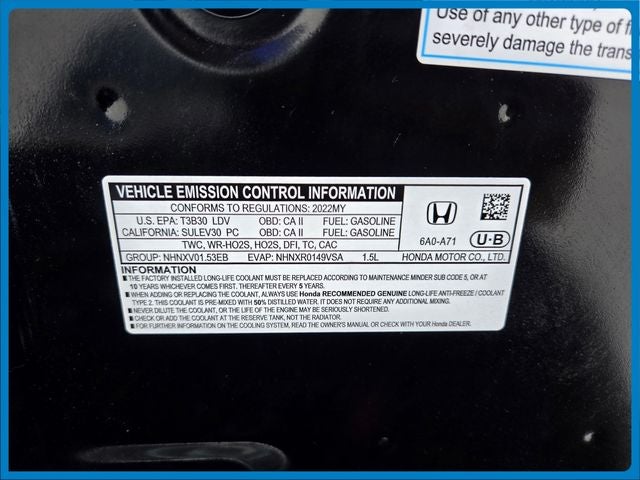 Use of any other type of
severely damage the trans
VEHICLE EMISSION CONTROL INFORMATION
CONFORMS TO REGULATIONS: 2022MY
U.S. EPA: T3B30 LDV OBD: CA II FUEL: GASOLINE
CALIFORNIA: SULEV30 PC OBD: CA II FUEL: GASOLINE
TWC, WR-HO2S, HO2S, DFI, TC, CAC
GROUP: NHNXV01.53EB EVAP: NHNXR0149VSA 1.5L
6A0-A71 U-B
HONDA MOTOR CO., LTD.
INFORMATION
■ THE FACTORY INSTALLED LONG-LIFE COOLANT MUST BE REPLACED ACCORDING TO MAINTENANCE MINDER SUB CODE 5, OR AT
10 YEARS WHICHEVER COMES FIRST. THEREAFTER EVERY 5 YEARS.
■ WHEN ADDING OR REPLACING THE COOLANT, ALWAYS USE Honda RECOMMENDED GENUINE LONG-LIFE ANTI-FREEZE / COOLANT
TYPE 2. THIS COOLANT IS PRE-MIXED WITH 50% DISTILLED WATER. IT DOES NOT REQUIRE ANY ADDITIONAL MIXING.
■ NEVER DILUTE THE COOLANT, OR THE LIFE OF THE ENGINE MAY BE SERIOUSLY SHORTENED.
■ CHECK OR ADD THE COOLANT AT THE RESERVE TANK, NOT THE RADIATOR.
■ FOR FURTHER INFORMATION ON THE COOLING SYSTEM, READ THE OWNER'S MANUAL OR CHECK WITH YOUR Honda DEALER.